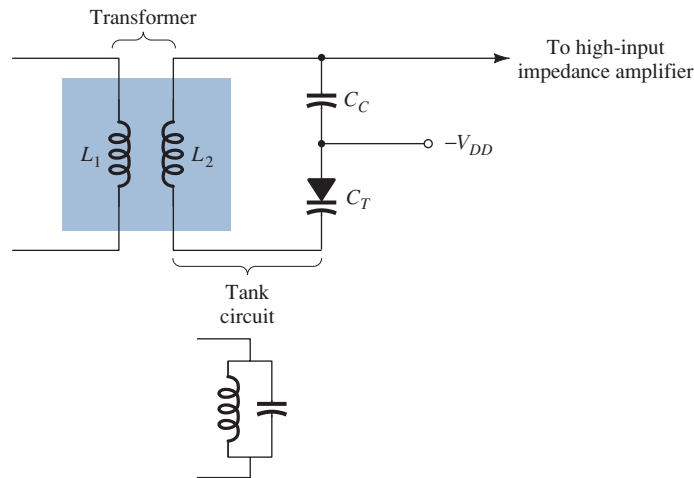 Transformer
To high-input
impedance amplifier
C_C
L_1
L_2
–V_DD
C_T
Tank
circuit